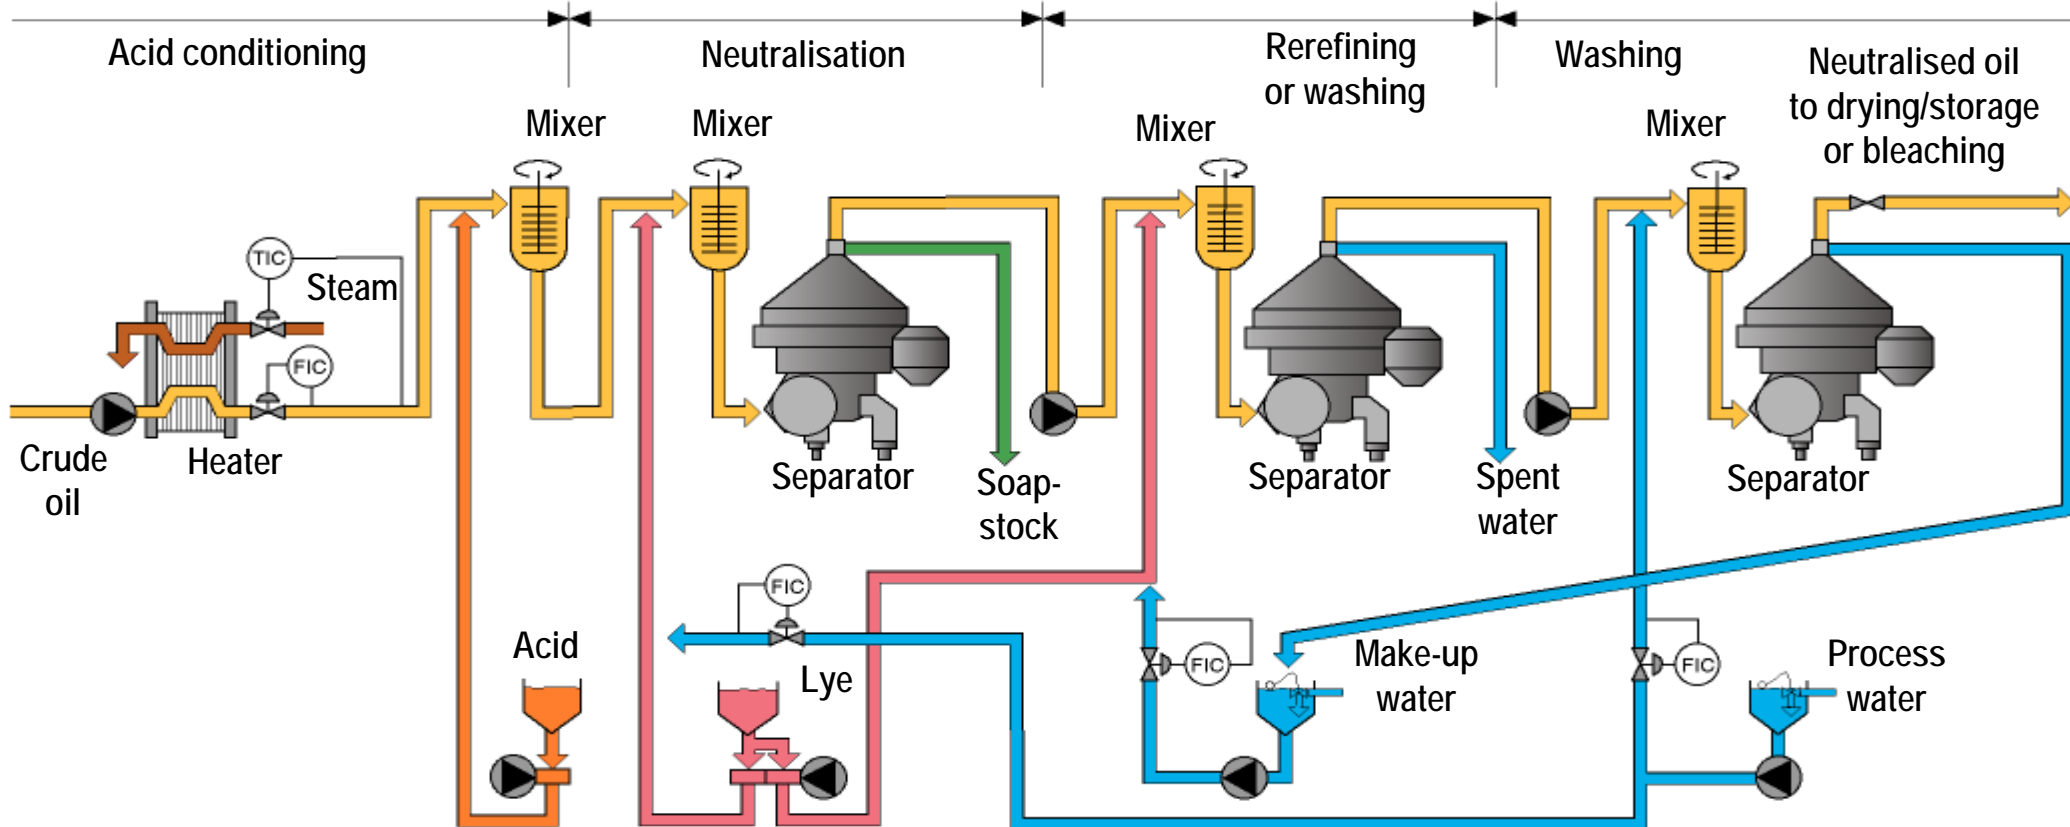 Acid conditioning
Neutralisation
Rerefining
or washing
Washing
Neutralised oil
to drying/storage
or bleaching
Mixer
Mixer
Mixer
Mixer
TIC
Steam
FIC
Crude
oil
Heater
Separator
Soap-
stock
Separator
Spent
water
Separator
FIC
Acid
Lye
FIC
Make-up
water
FIC
Process
water